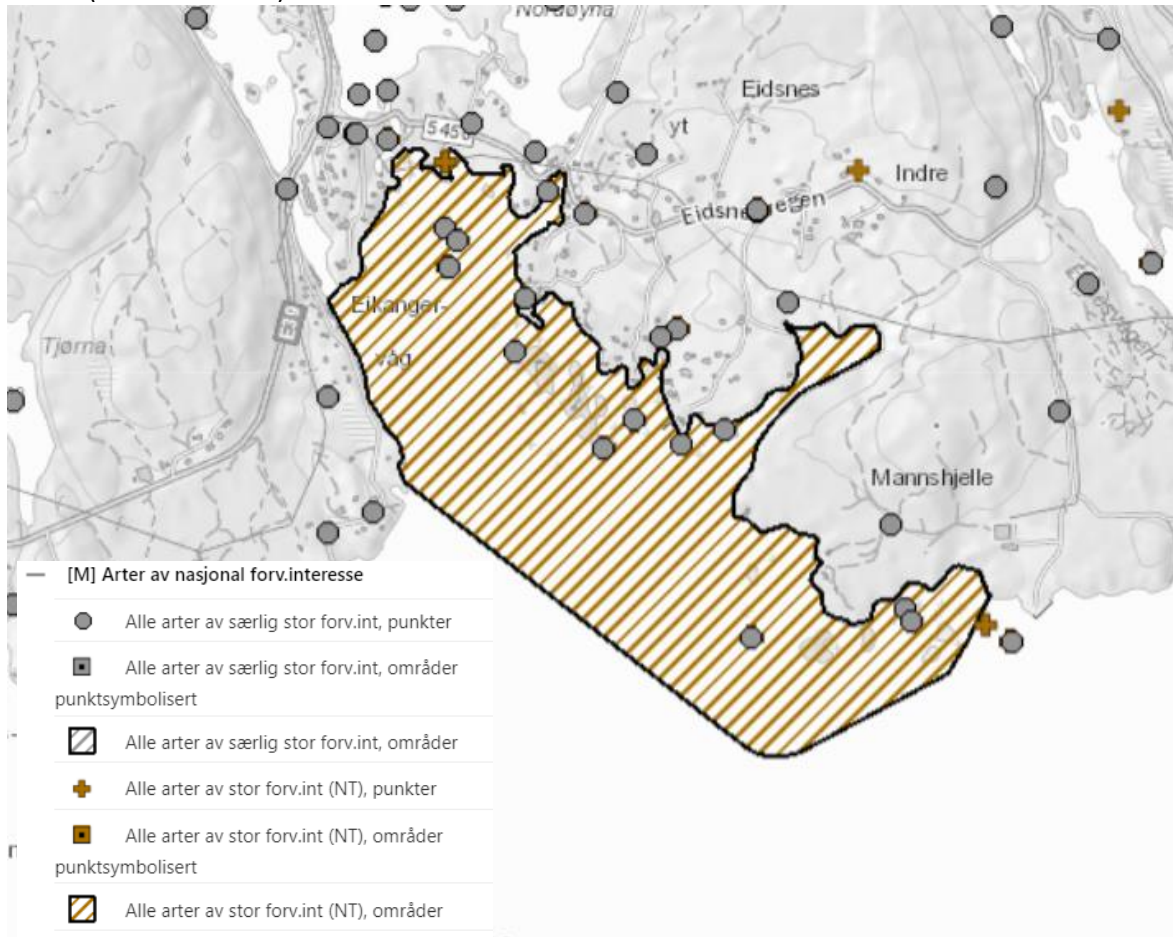 Nordøyna
Eidsnes
yt
5450
Indre
Eidsnesvegen
Eikanger-
våg
E39
Tjørna
Mannshjelle
[M] Arter av nasjonal forv.interesse
Alle arter av særlig stor forv.int, punkter
Alle arter av særlig stor forv.int, områder
punktsymbolisert
Alle arter av særlig stor forv.int, områder
Alle arter av stor forv.int (NT), punkter
Alle arter av stor forv.int (NT), områder
punktsymbolisert
Alle arter av stor forv.int (NT), områder